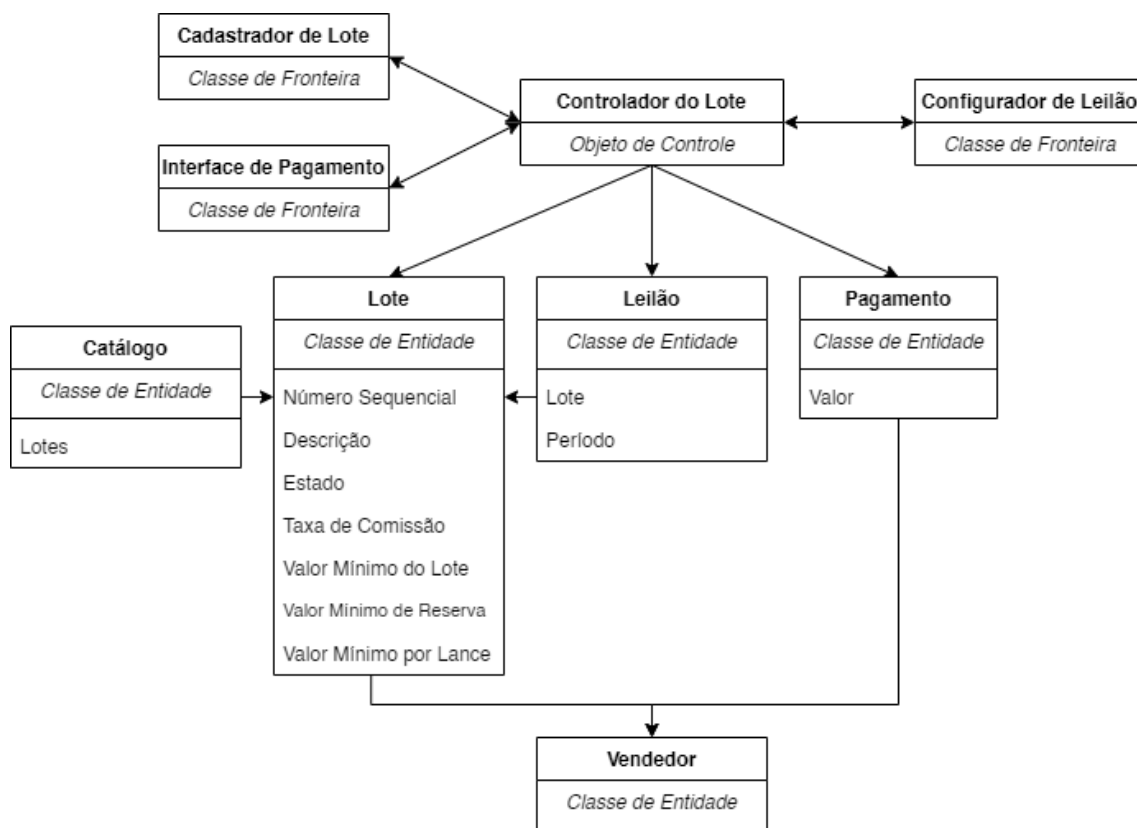 Cadastrador de Lote
Classe de Fronteira
Controlador do Lote
Objeto de Controle
Configurador de Leilão
Classe de Fronteira
Interface de Pagamento
Classe de Fronteira
Catálogo
Classe de Entidade
Lotes
Lote
Classe de Entidade
Número Sequencial
Descrição
Estado
Taxa de Comissão
Valor Mínimo do Lote
Valor Minimo de Reserva
Valor Mínimo por Lance
Leilão
Classe de Entidade
Lote
Período
Pagamento
Classe de Entidade
Valor
Vendedor
Classe de Entidade